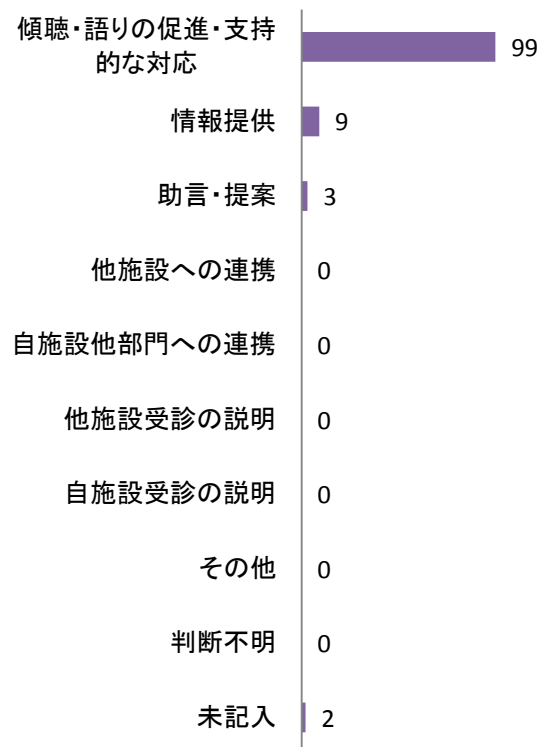 傾聴・語りの促進・支持
的な対応
99
情報提供
9
助言・提案
3
他施設への連携
0
自施設他部門への連携
0
他施設受診の説明
0
自施設受診の説明
0
その他
0
判断不明
0
未記入
2